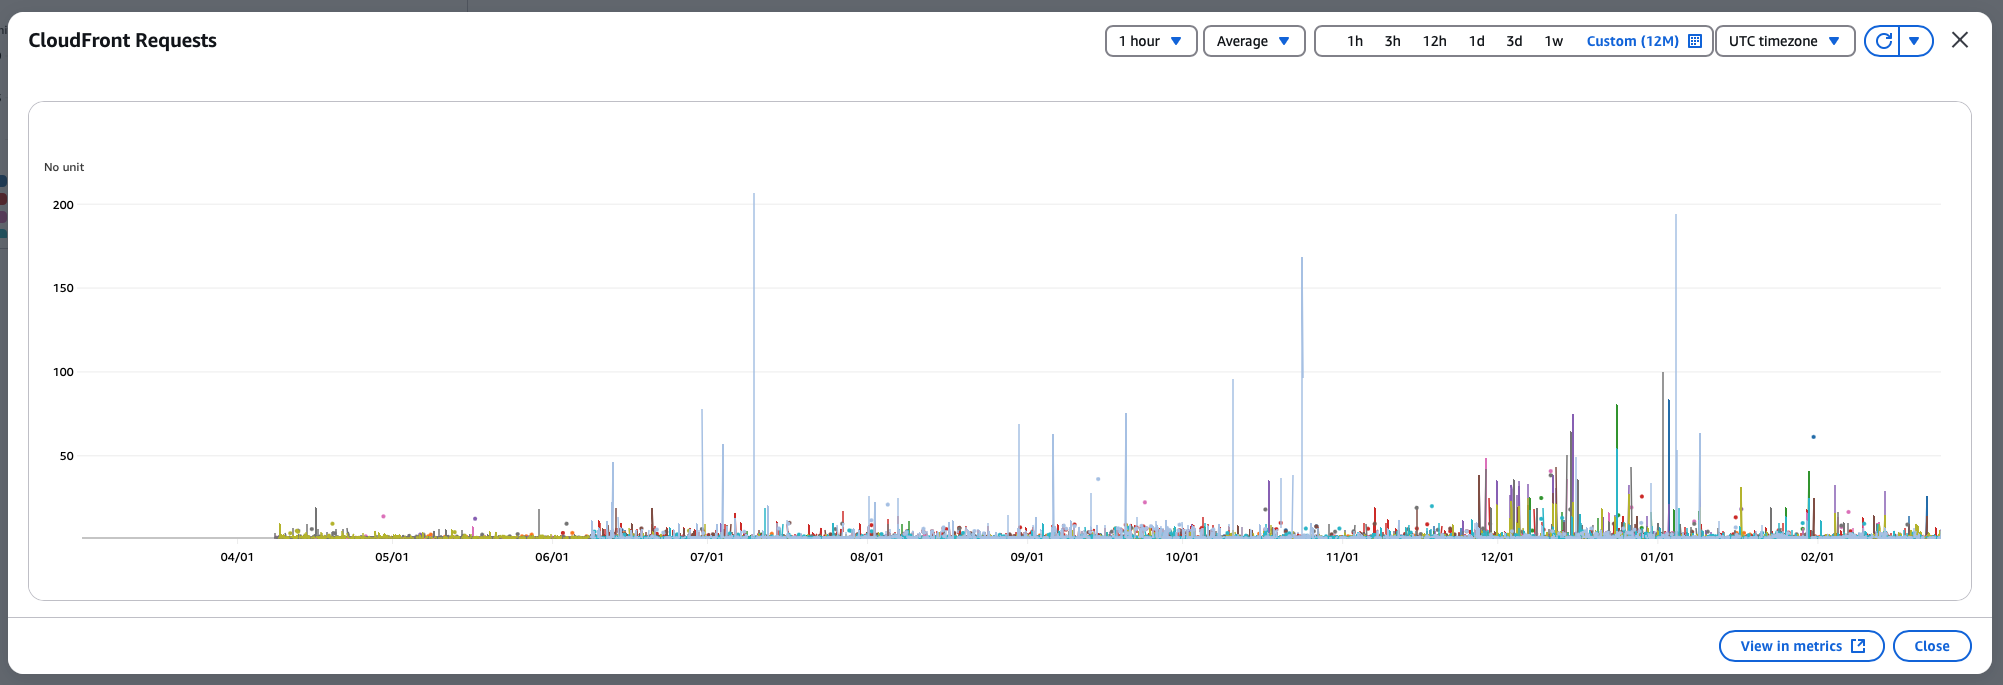 CloudFront Requests
1 hour
Average
1h 3h 12h 1d 3d 1w Custom (12M)
UTC timezone
No unit
200
150
100
50
04/01 05/01 06/01 07/01 08/01 09/01 10/01 11/01 12/01 01/01 02/01
View in metrics
Close